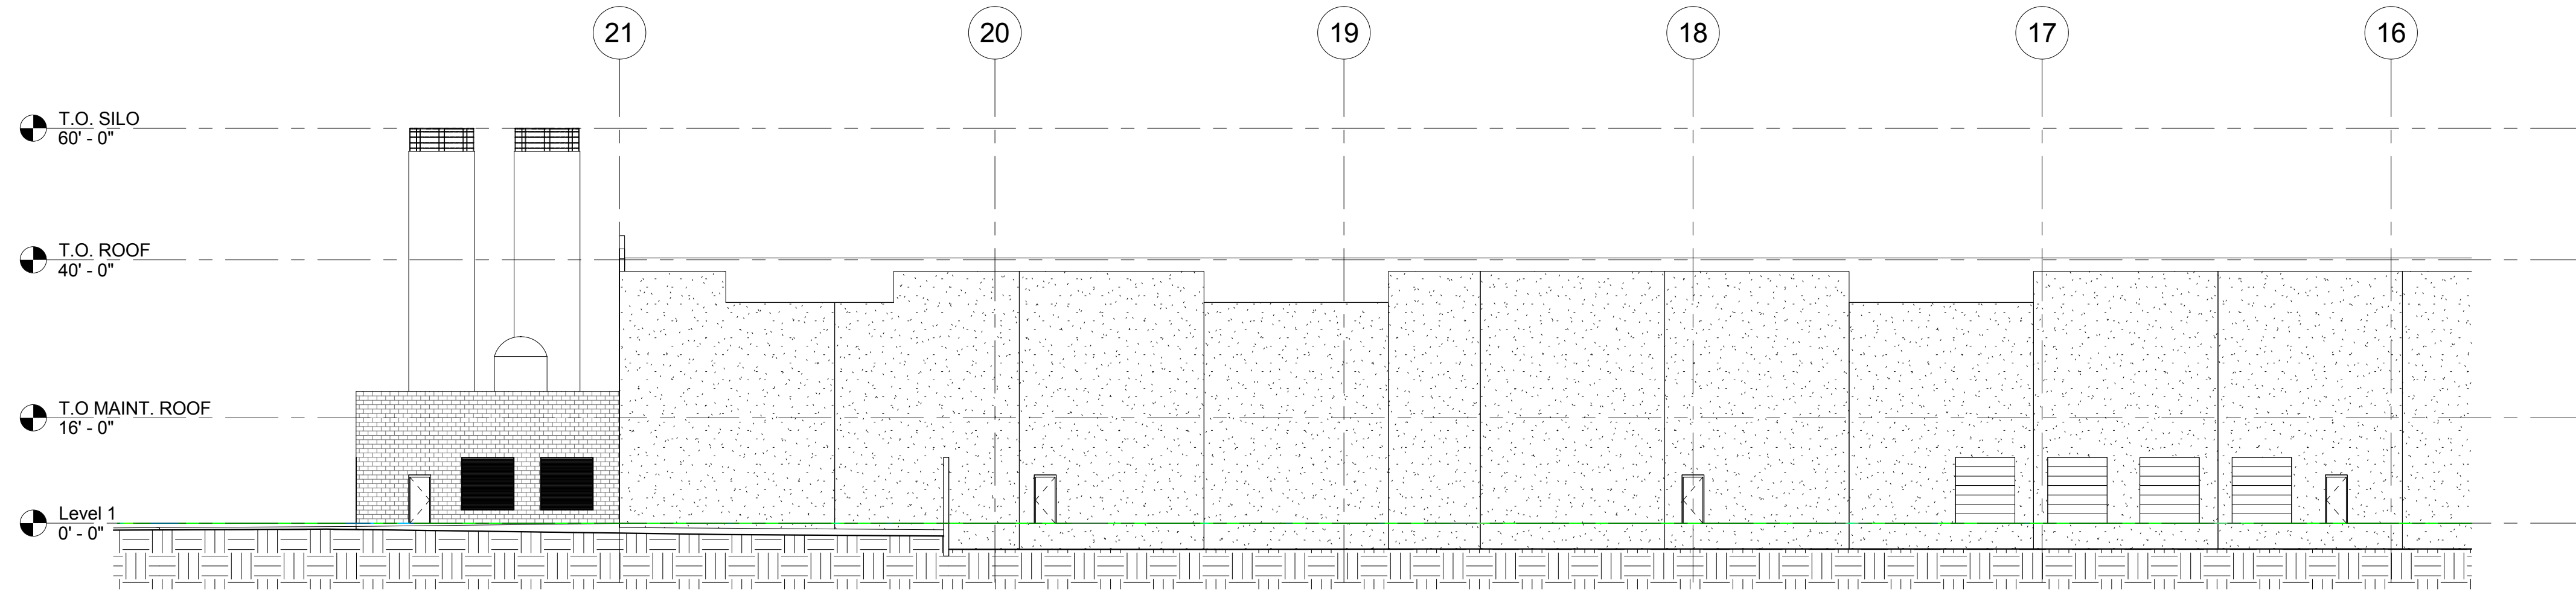 21
20
19
18
17
16
T.O. SILO
60' - 0"
T.O. ROOF
40' - 0"
T.O MAINT. ROOF
16' - 0"
Level 1
0' - 0"